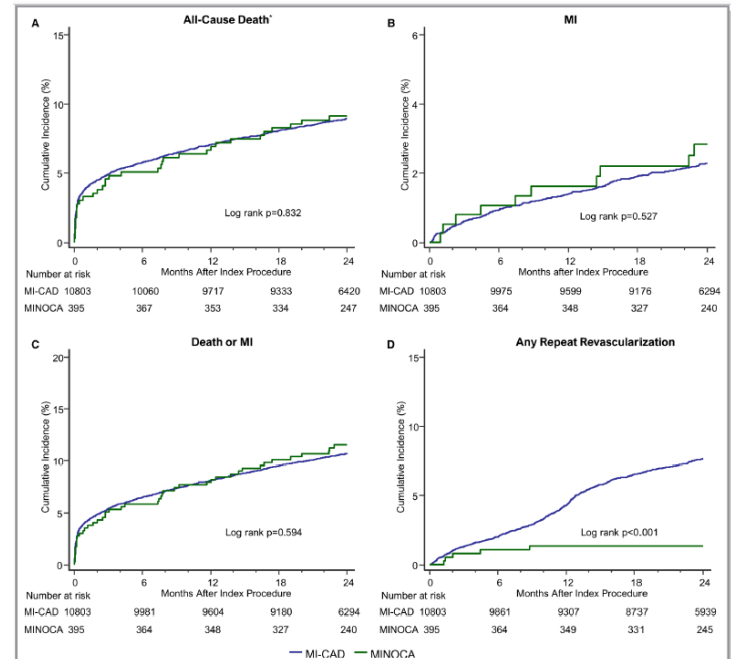 A All-Cause Death*
15
10
5
0
Cumulative Incidence (%)
Log rank p=0.832
0 6 12 18 24
Number at risk Months After Index Procedure
MI-CAD 10803 10060 9717 9333 6420
MINOCA 395 367 353 334 247
B MI
6
4
2
0
Cumulative Incidence (%)
Log rank p=0.527
0 6 12 18 24
Number at risk Months After Index Procedure
MI-CAD 10803 9975 9599 9176 6294
MINOCA 395 364 348 327 240
C Death or MI
20
15
10
5
0
Cumulative Incidence (%)
Log rank p=0.594
0 6 12 18 24
Number at risk Months After Index Procedure
MI-CAD 10803 9981 9604 9180 6294
MINOCA 395 364 348 327 240
D Any Repeat Revascularization
15
10
5
0
Cumulative Incidence (%)
Log rank p<0.001
0 6 12 18 24
Number at risk Months After Index Procedure
MI-CAD 10803 9861 9307 8737 5939
MINOCA 395 364 349 331 245
MI-CAD MINOCA